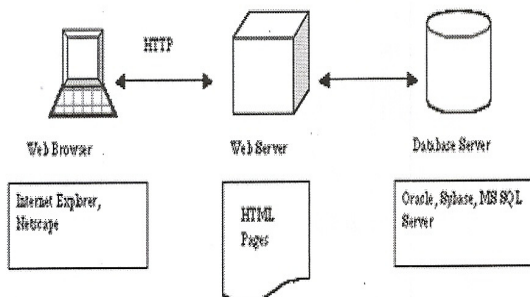 HTTP
Web Browser
Web Server
Database Server
Internet Explorer,
Netscape
HTML
Pages
Oracle, Sybase, MS SQL
Server